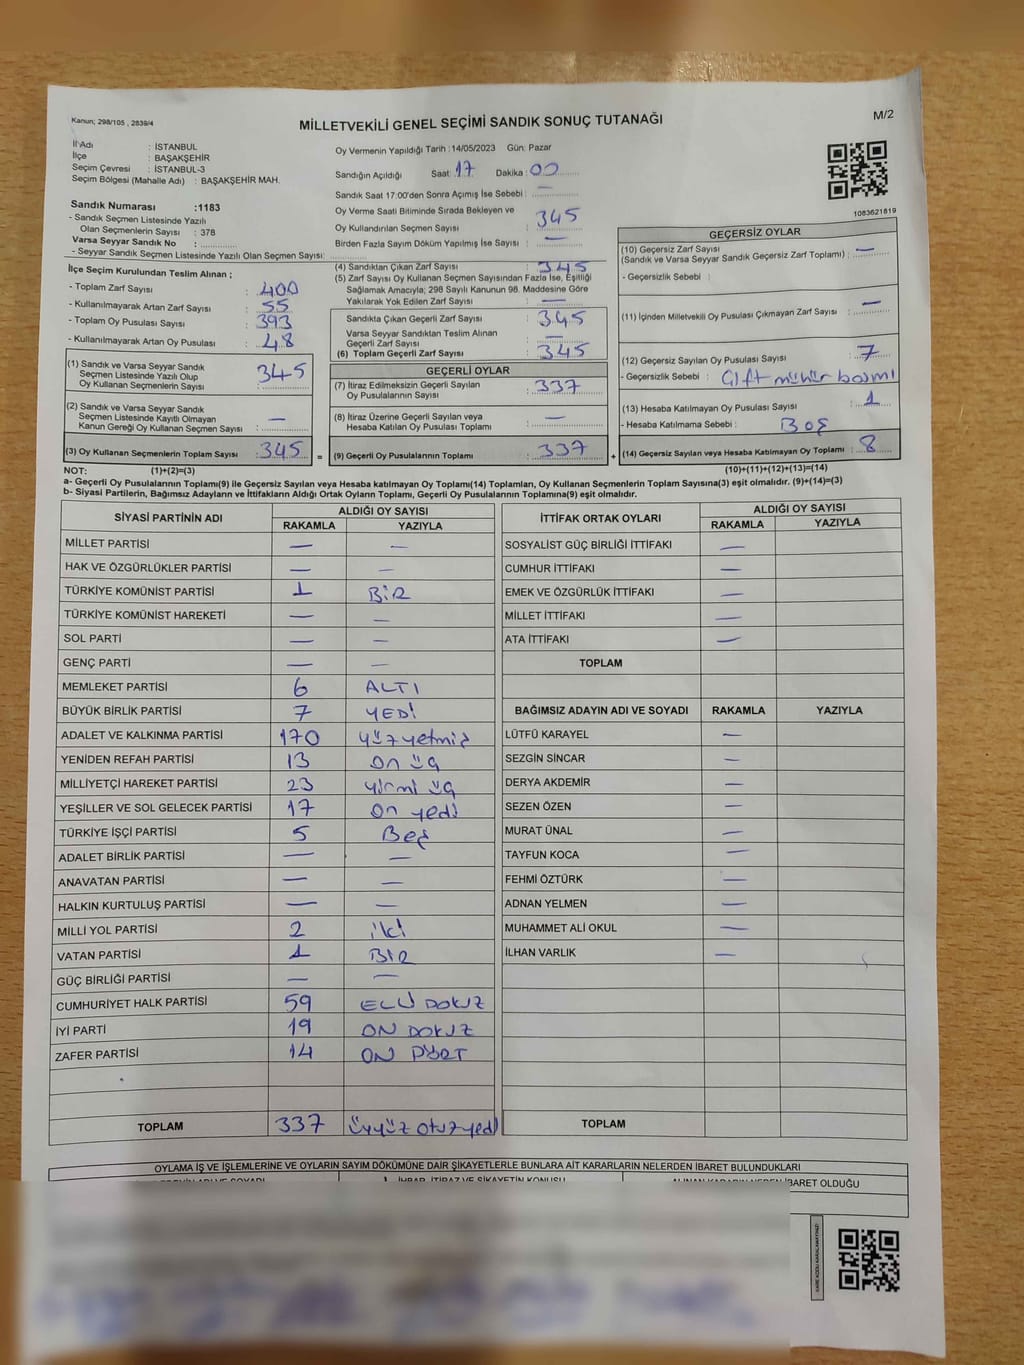 Kanun; 298/105 , 2839/4
MİLLETVEKİLİ GENEL SEÇİMİ SANDIK SONUÇ TUTANAĞI
M/2
İl Adı : İSTANBUL
İlçe : BAŞAKŞEHİR
Seçim Çevresi : İSTANBUL-3
Seçim Bölgesi (Mahalle Adı) : BAŞAKŞEHİR MAH.
Sandık Numarası :1183
- Sandık Seçmen Listesinde Yazılı
Olan Seçmenlerin Sayısı : 378
Varsa Seyyar Sandık No :
- Seyyar Sandık Seçmen Listesinde Yazılı Olan Seçmen Sayısı:
Oy Vermenin Yapıldığı Tarih :14/05/2023 Gün: Pazar
Sandığın Açıldığı Saat :17 Dakika :00
Sandık Saat 17:00'den Sonra Açımış İse Sebebi : —
Oy Verme Saati Bitiminde Sırada Bekleyen ve
Oy Kullandırılan Seçmen Sayısı : 345
Birden Fazla Sayım Döküm Yapılmış İse Sayısı : —
1083621819
İlçe Seçim Kurulundan Teslim Alınan ;
- Toplam Zarf Sayısı : 400
- Kullanılmayarak Artan Zarf Sayısı : 55
- Toplam Oy Pusulası Sayısı : 393
- Kullanılmayarak Artan Oy Pusulası : 48
(1) Sandık ve Varsa Seyyar Sandık
Seçmen Listesinde Yazılı Olup
Oy Kullanan Seçmenlerin Sayısı : 345
(2) Sandık ve Varsa Seyyar Sandık
Seçmen Listesinde Kayıtlı Olmayan
Kanun Gereği Oy Kullanan Seçmen Sayısı : —
(3) Oy Kullanan Seçmenlerin Toplam Sayısı : 345
(4) Sandıktan Çıkan Zarf Sayısı : 345
(5) Zarf Sayısı Oy Kullanan Seçmen Sayısından Fazla İse, Eşitliği
Sağlamak Amacıyla; 298 Sayılı Kanunun 98. Maddesine Göre
Yakılarak Yok Edilen Zarf Sayısı : —
Sandıkta Çıkan Geçerli Zarf Sayısı : 345
Varsa Seyyar Sandıktan Teslim Alınan
Geçerli Zarf Sayısı : —
(6) Toplam Geçerli Zarf Sayısı : 345
GEÇERLİ OYLAR
(7) İtiraz Edilmeksizin Geçerli Sayılan
Oy Pusulalarının Sayısı : 337
(8) İtiraz Üzerine Geçerli Sayılan veya
Hesaba Katılan Oy Pusulası Toplamı : —
= (9) Geçerli Oy Pusulalarının Toplamı : 337
GEÇERSİZ OYLAR
(10) Geçersiz Zarf Sayısı
(Sandık ve Varsa Seyyar Sandık Geçersiz Zarf Toplamı) : —
- Geçersizlik Sebebi :
(11) İçinden Milletvekili Oy Pusulası Çıkmayan Zarf Sayısı : —
(12) Geçersiz Sayılan Oy Pusulası Sayısı : 7
- Geçersizlik Sebebi : Çift mühür basımı
(13) Hesaba Katılmayan Oy Pusulası Sayısı : 1
- Hesaba Katılmama Sebebi : Boş
+ (14) Geçersiz Sayılan veya Hesaba Katılmayan Oy Toplamı : 8
NOT: (1)+(2)=(3)
(10)+(11)+(12)+(13)=(14)
a- Geçerli Oy Pusulalarının Toplamı(9) ile Geçersiz Sayılan veya Hesaba katılmayan Oy Toplamı(14) Toplamları, Oy Kullanan Seçmenlerin Toplam Sayısına(3) eşit olmalıdır. (9)+(14)=(3)
b- Siyasi Partilerin, Bağımsız Adayların ve İttifakların Aldığı Ortak Oyların Toplamı, Geçerli Oy Pusulalarının Toplamına(9) eşit olmalıdır.
SİYASİ PARTİNİN ADI ALDIĞI OY SAYISI
RAKAMLA YAZIYLA
MİLLET PARTİSİ — —
HAK VE ÖZGÜRLÜKLER PARTİSİ — —
TÜRKİYE KOMÜNİST PARTİSİ 1 BİR
TÜRKİYE KOMÜNİST HAREKETİ — —
SOL PARTİ — —
GENÇ PARTİ — —
MEMLEKET PARTİSİ 6 ALTI
BÜYÜK BİRLİK PARTİSİ 7 YEDİ
ADALET VE KALKINMA PARTİSİ 170 yüzyetmiş
YENİDEN REFAH PARTİSİ 13 on üç
MİLLİYETÇİ HAREKET PARTİSİ 23 yirmi üç
YEŞİLLER VE SOL GELECEK PARTİSİ 17 on yedi
TÜRKİYE İŞÇİ PARTİSİ 5 Beş
ADALET BİRLİK PARTİSİ — —
ANAVATAN PARTİSİ — —
HALKIN KURTULUŞ PARTİSİ — —
MİLLİ YOL PARTİSİ 2 iki
VATAN PARTİSİ 1 BİR
GÜÇ BİRLİĞİ PARTİSİ — —
CUMHURİYET HALK PARTİSİ 59 ELLİ DOKUZ
İYİ PARTİ 19 ON DOKUZ
ZAFER PARTİSİ 14 ON DÖRT
TOPLAM 337 üçyüz otuzyedi
İTTİFAK ORTAK OYLARI ALDIĞI OY SAYISI
RAKAMLA YAZIYLA
SOSYALİST GÜÇ BİRLİĞİ İTTİFAKI —
CUMHUR İTTİFAKI —
EMEK VE ÖZGÜRLÜK İTTİFAKI —
MİLLET İTTİFAKI —
ATA İTTİFAKI —
TOPLAM
BAĞIMSIZ ADAYIN ADI VE SOYADI RAKAMLA YAZIYLA
LÜTFÜ KARAYEL —
SEZGİN SİNCAR —
DERYA AKDEMİR —
SEZEN ÖZEN —
MURAT ÜNAL —
TAYFUN KOCA —
FEHMİ ÖZTÜRK —
ADNAN YELMEN —
MUHAMMET ALİ OKUL —
İLHAN VARLIK —
TOPLAM
OYLAMA İŞ VE İŞLEMLERİNE VE OYLARIN SAYIM DÖKÜMÜNE DAİR ŞİKAYETLERLE BUNLARA AİT KARARLARIN NELERDEN İBARET BULUNDUKLARI
İHBAR, İTİRAZ VE ŞİKAYETİN KONUSU
ALINAN KARARIN NEDEN İBARET OLDUĞU